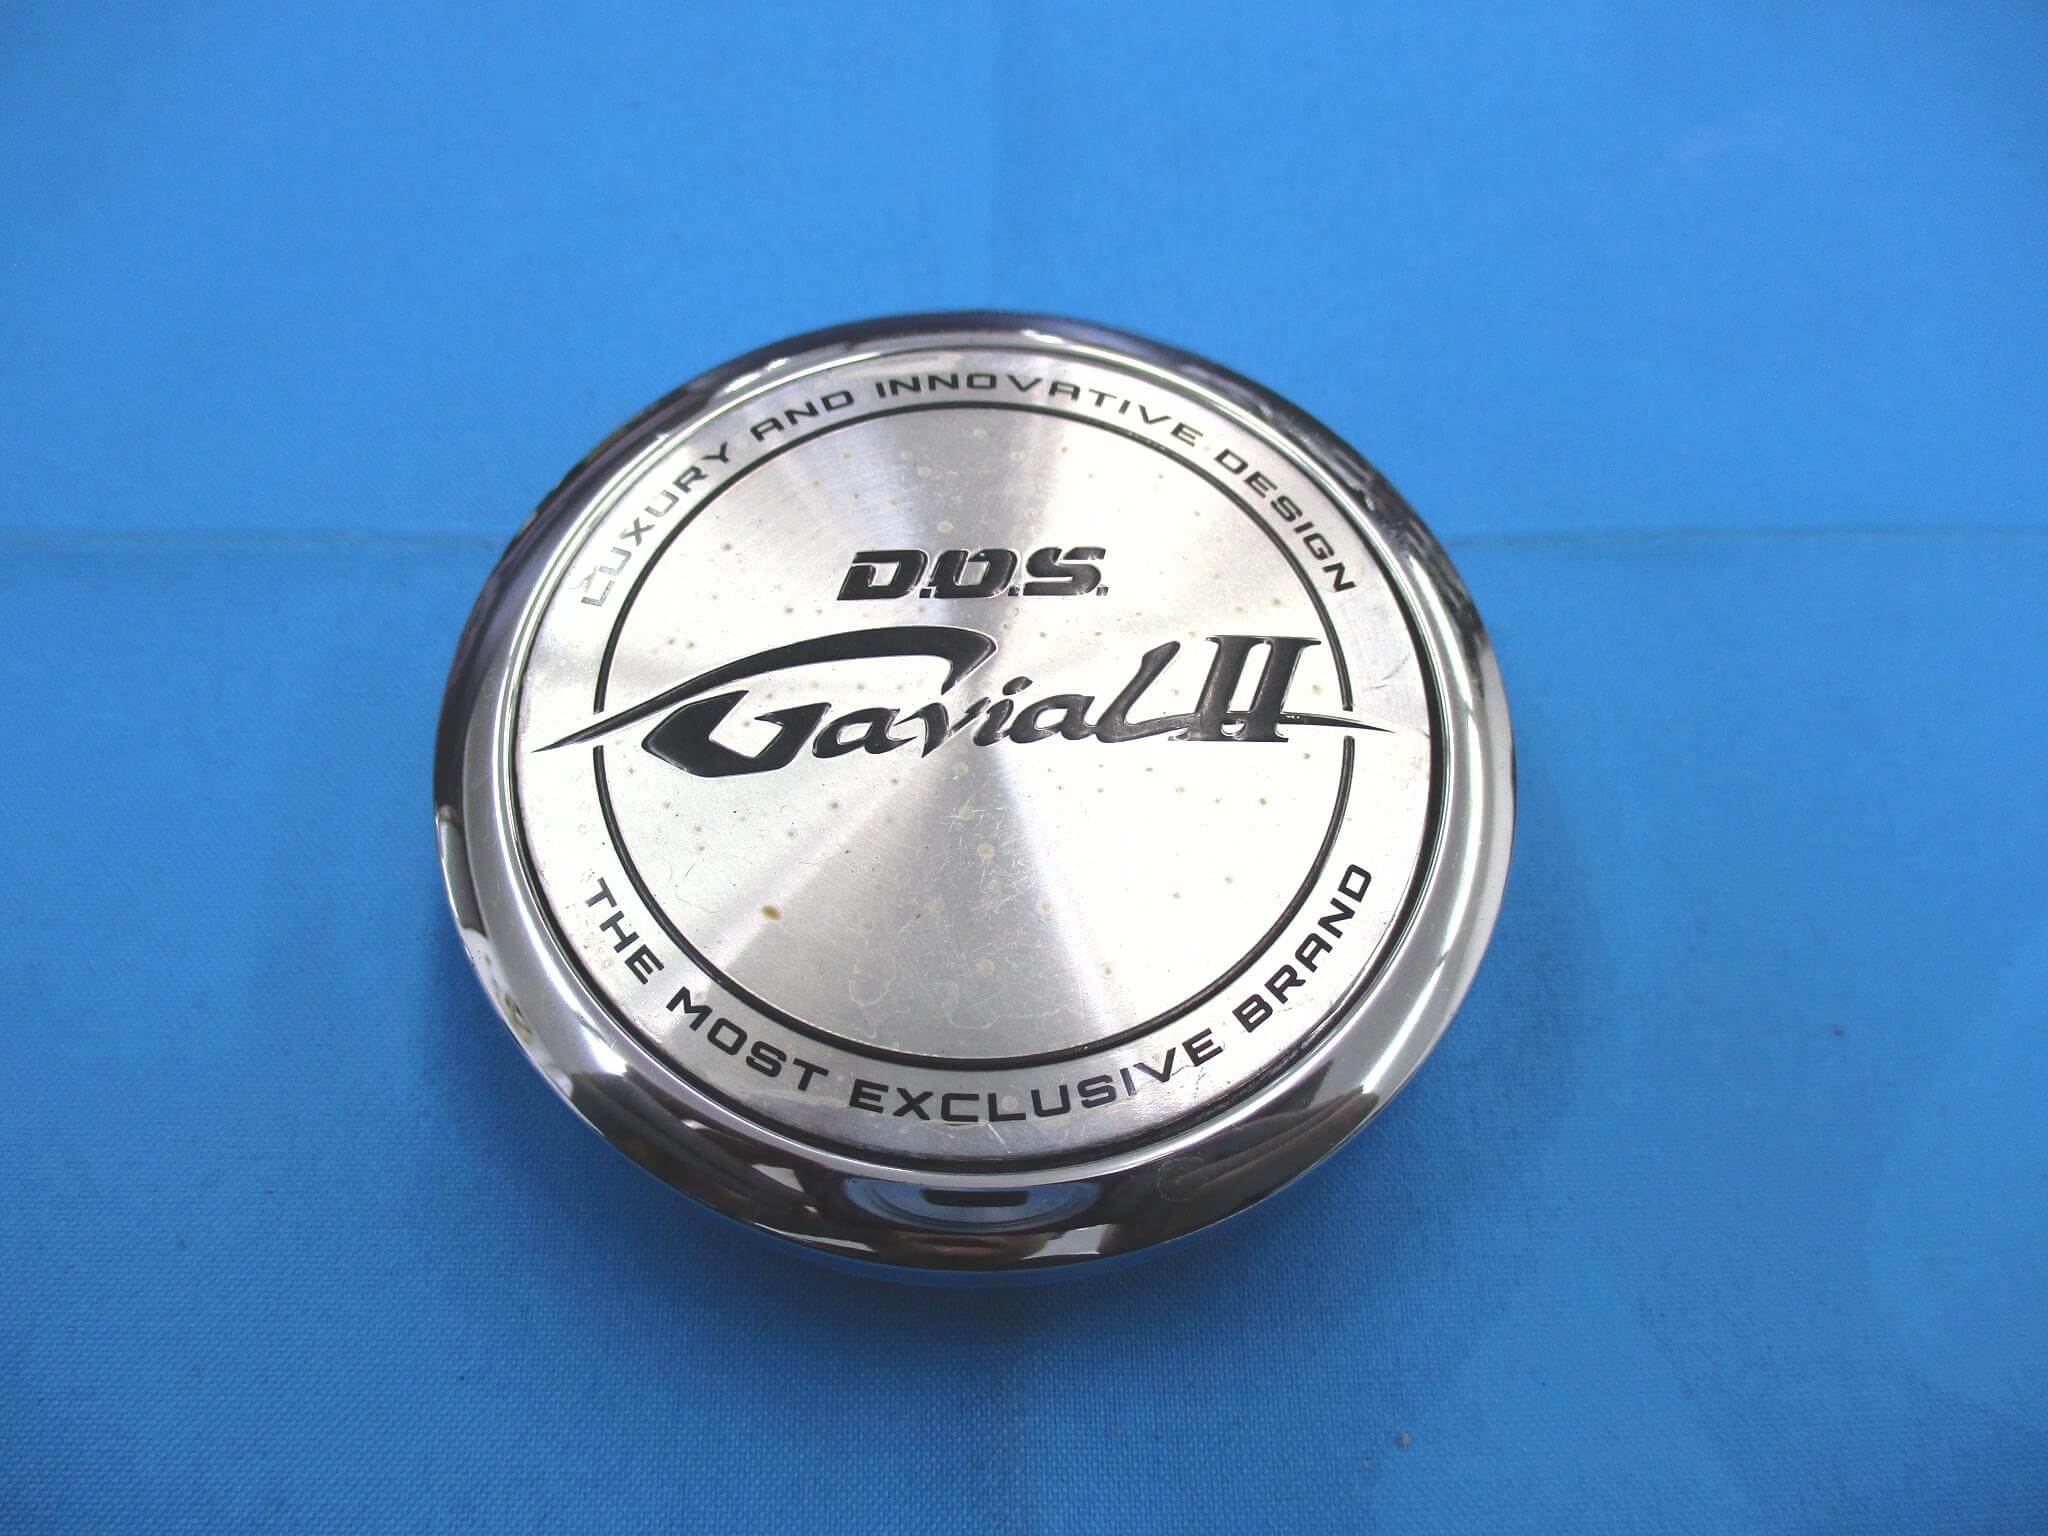 LUXURY AND INNOVATIVE DESIGN
D.O.S.
Gavial II
THE MOST EXCLUSIVE BRAND